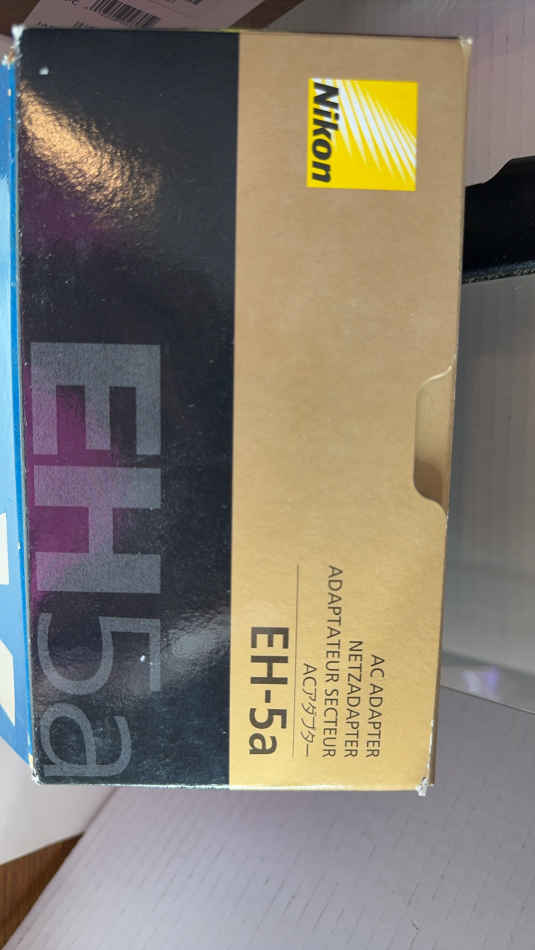 Nikon
AC ADAPTER
NETZADAPTER
ADAPTATEUR SECTEUR
ACアダプター
EH-5a
EH5a